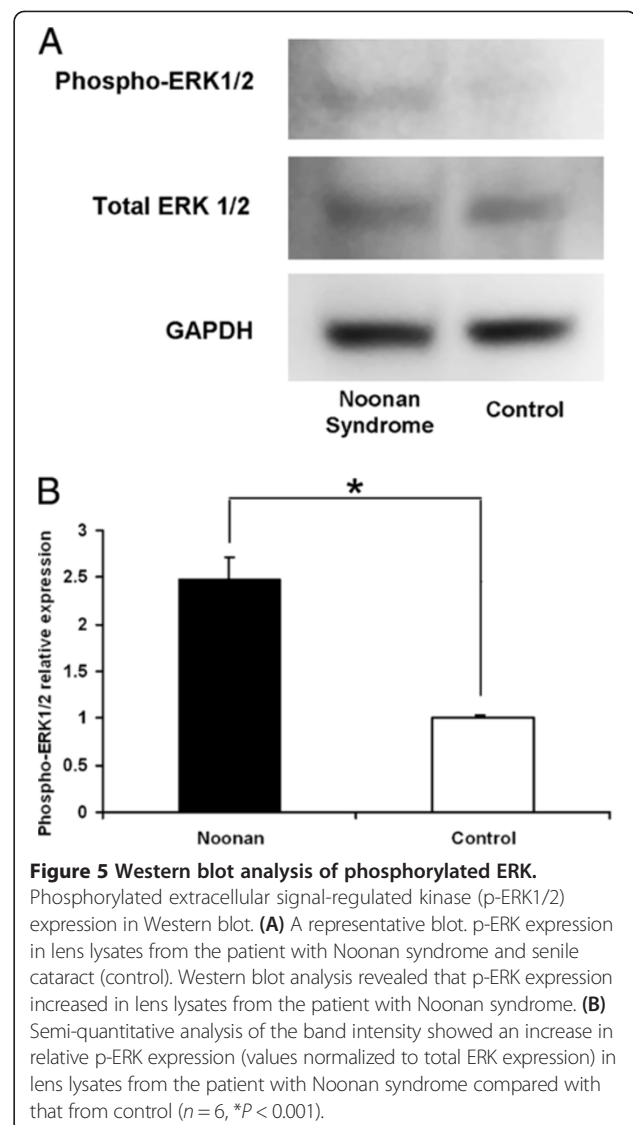 A
Phospho-ERK1/2
Total ERK 1/2
GAPDH
Noonan
Syndrome
Control
B
*
Phospho-ERK1/2 relative expression
3
2.5
2
1.5
1
0.5
0
Noonan
Control
Figure 5 Western blot analysis of phosphorylated ERK.
Phosphorylated extracellular signal-regulated kinase (p-ERK1/2)
expression in Western blot. (A) A representative blot. p-ERK expression
in lens lysates from the patient with Noonan syndrome and senile
cataract (control). Western blot analysis revealed that p-ERK expression
increased in lens lysates from the patient with Noonan syndrome. (B)
Semi-quantitative analysis of the band intensity showed an increase in
relative p-ERK expression (values normalized to total ERK expression) in
lens lysates from the patient with Noonan syndrome compared with
that from control (n = 6, *P < 0.001).